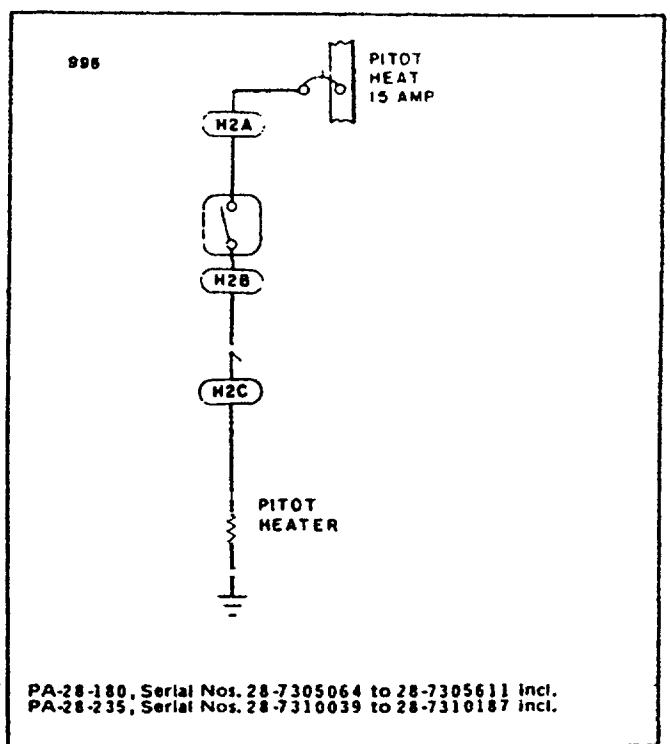 996
PITOT
HEAT
15 AMP
H2A
H2B
H2C
PITOT
HEATER
PA-28-180, Serial Nos. 28-7305064 to 28-7305611 incl.
PA-28-235, Serial Nos. 28-7310039 to 28-7310187 incl.